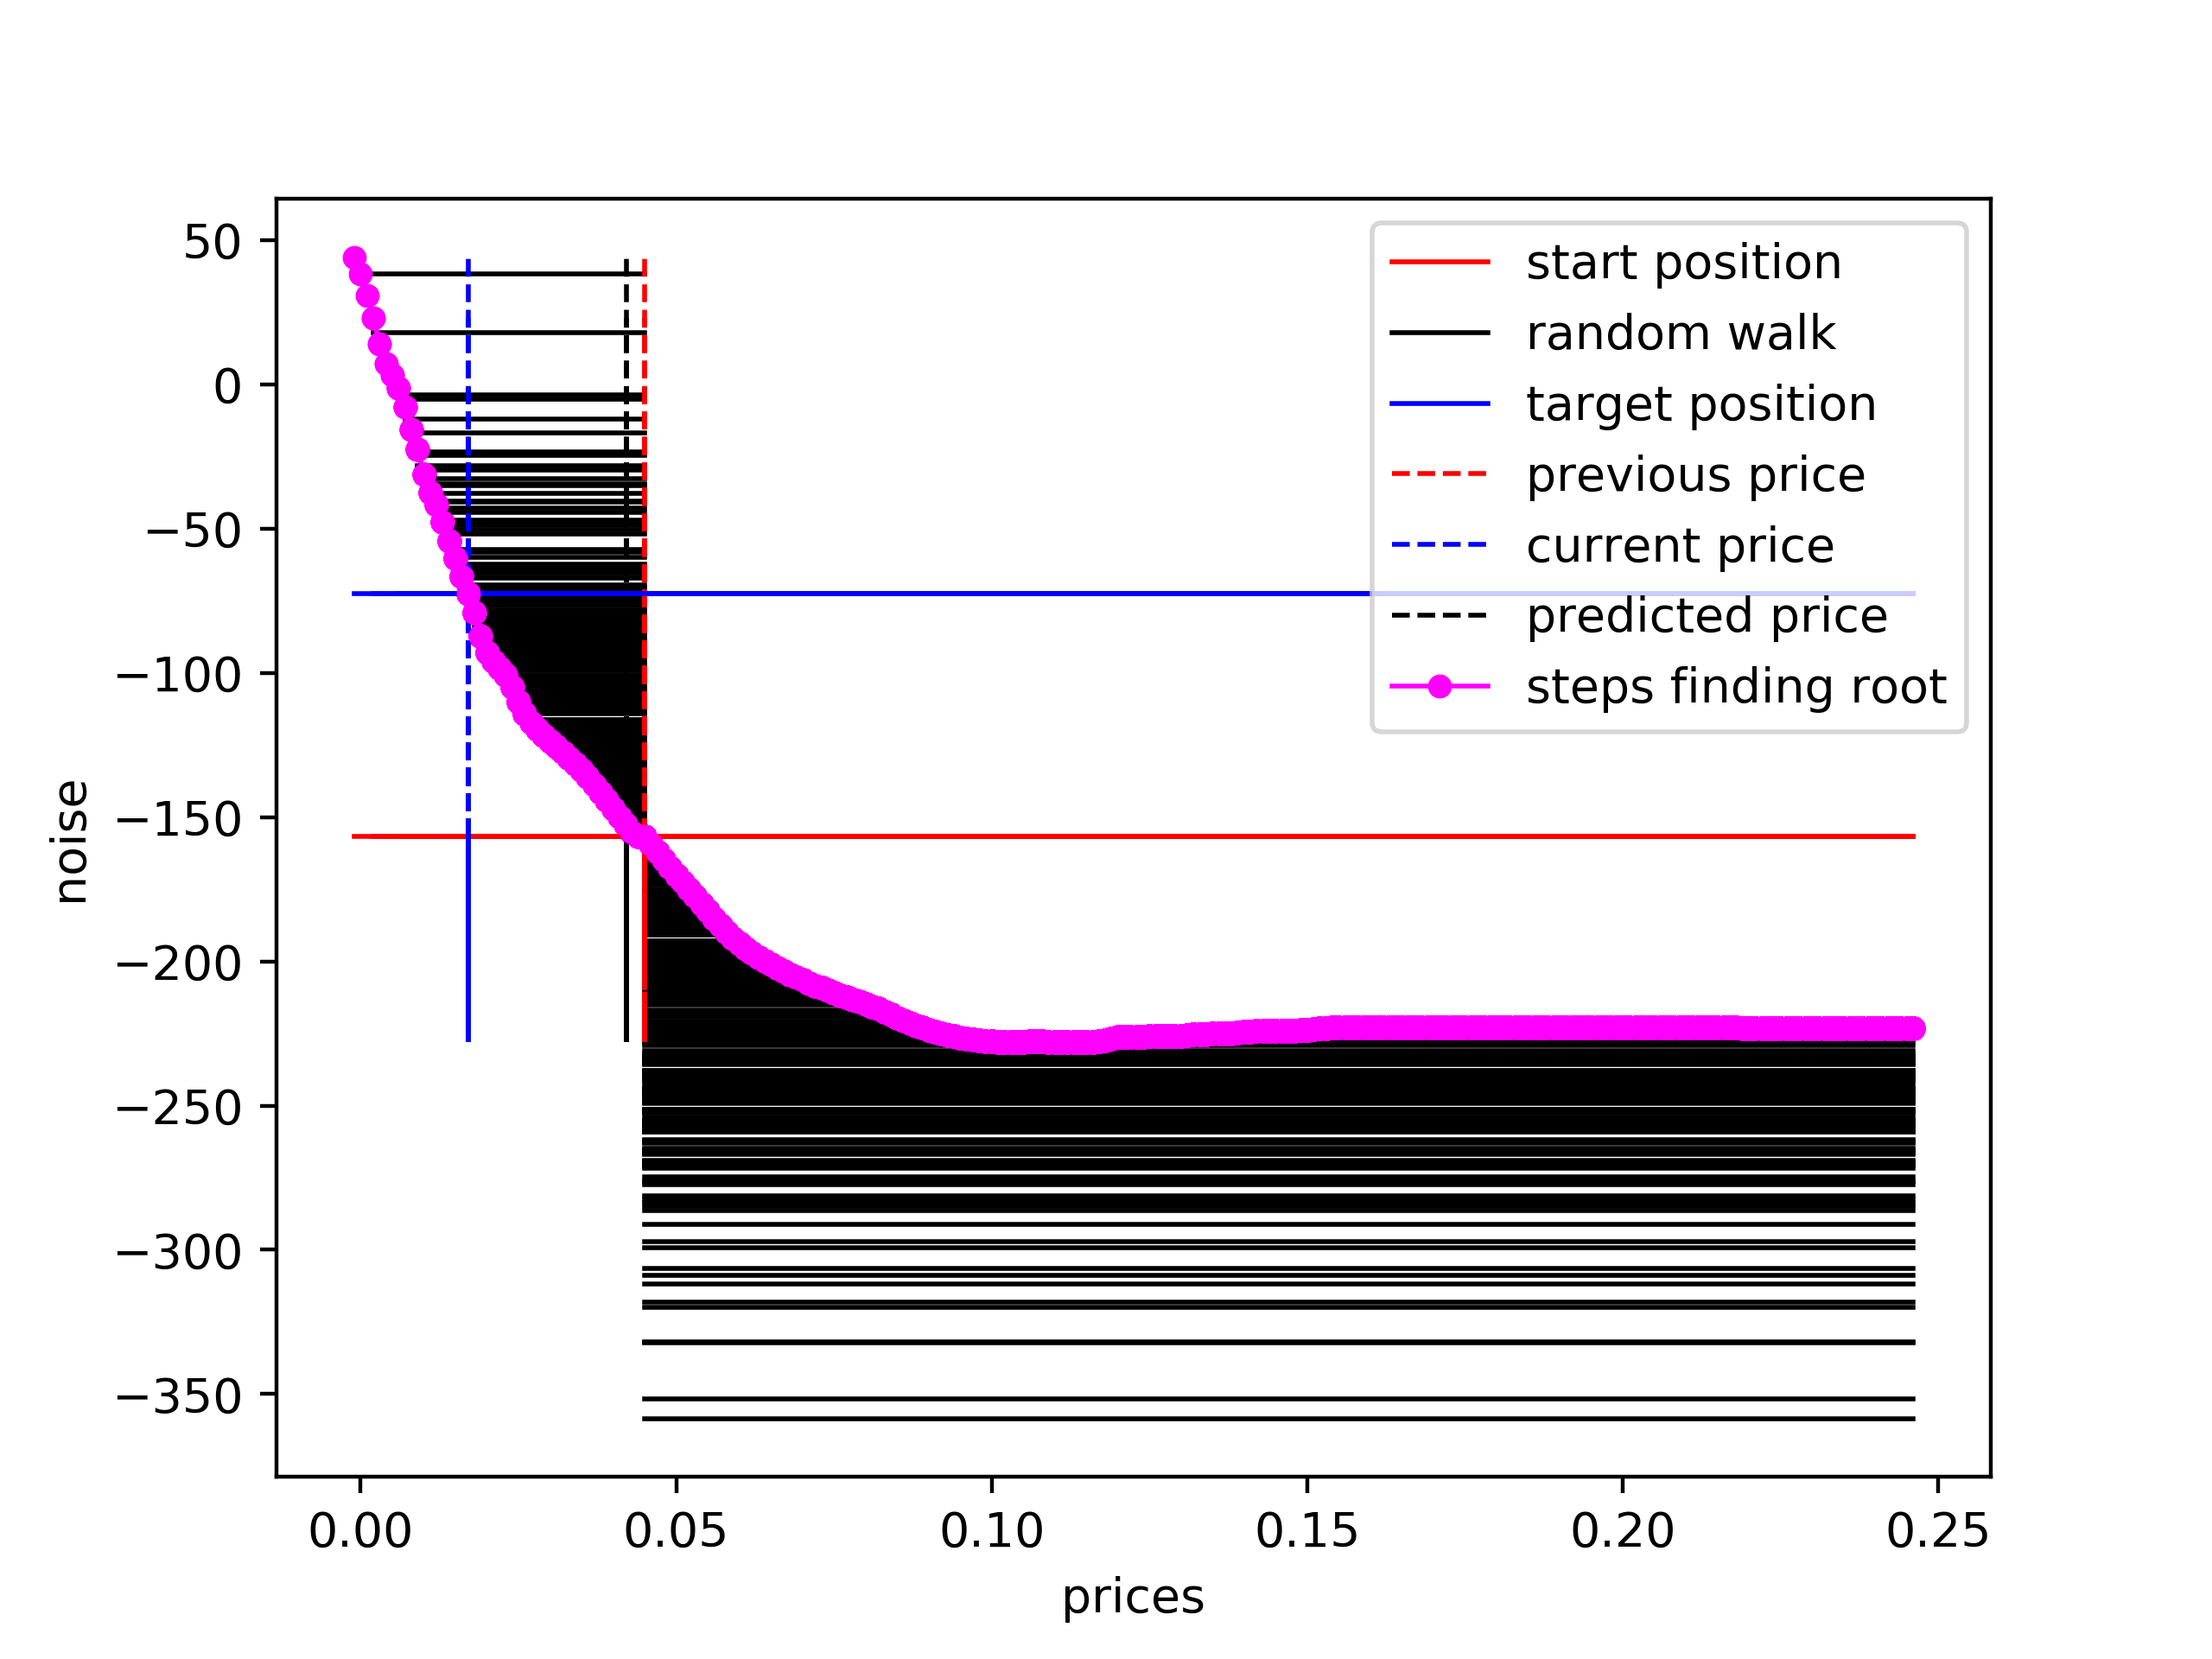 50
0
−50
−100
−150
−200
−250
−300
−350
noise
0.00
0.05
0.10
0.15
0.20
0.25
prices
start position
random walk
target position
previous price
current price
predicted price
steps finding root